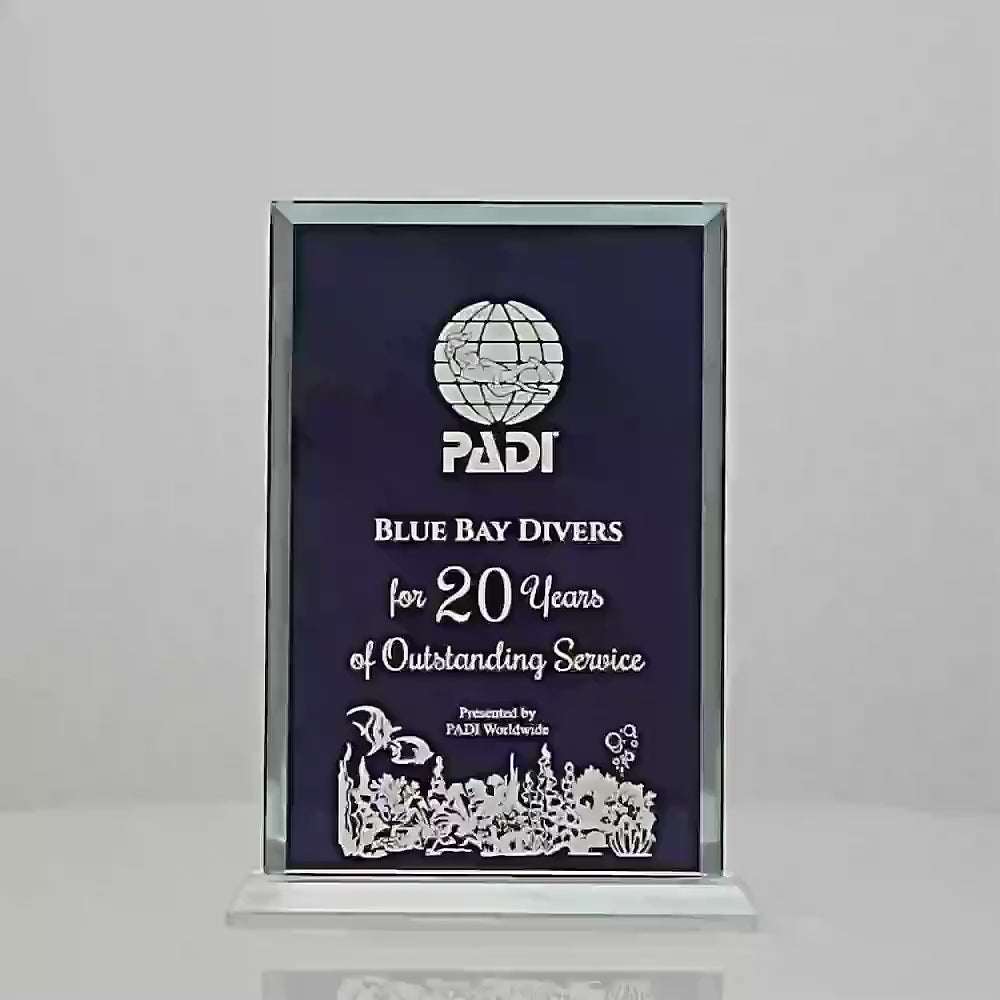 PADI
BLUE BAY DIVERS
for 20 Years
of Outstanding Service
Presented by
PADI Worldwide